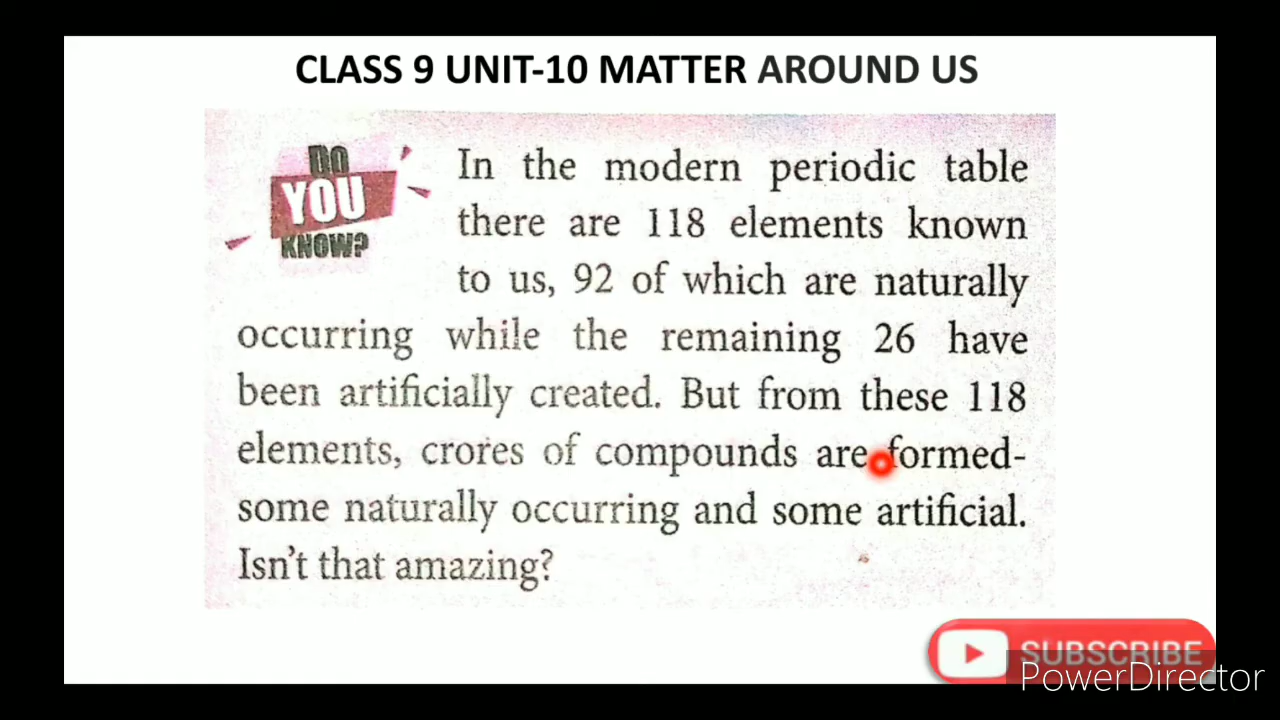 CLASS 9 UNIT-10 MATTER AROUND US
DO
YOU
KNOW?
In the modern periodic table
there are 118 elements known
to us, 92 of which are naturally
occurring while the remaining 26 have
been artificially created. But from these 118
elements, crores of compounds are formed-
some naturally occurring and some artificial.
Isn't that amazing?
SUBSCRIBE
PowerDirector